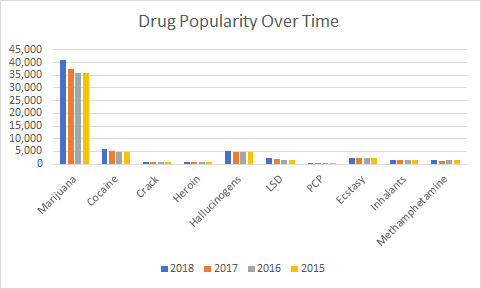 Drug Popularity Over Time
45,000
40,000
35,000
30,000
25,000
20,000
15,000
10,000
5,000
0
Marijuana
Cocaine
Crack
Heroin
Hallucinogens
LSD
PCP
Ecstasy
Inhalants
Methamphetamine
2018 2017 2016 2015